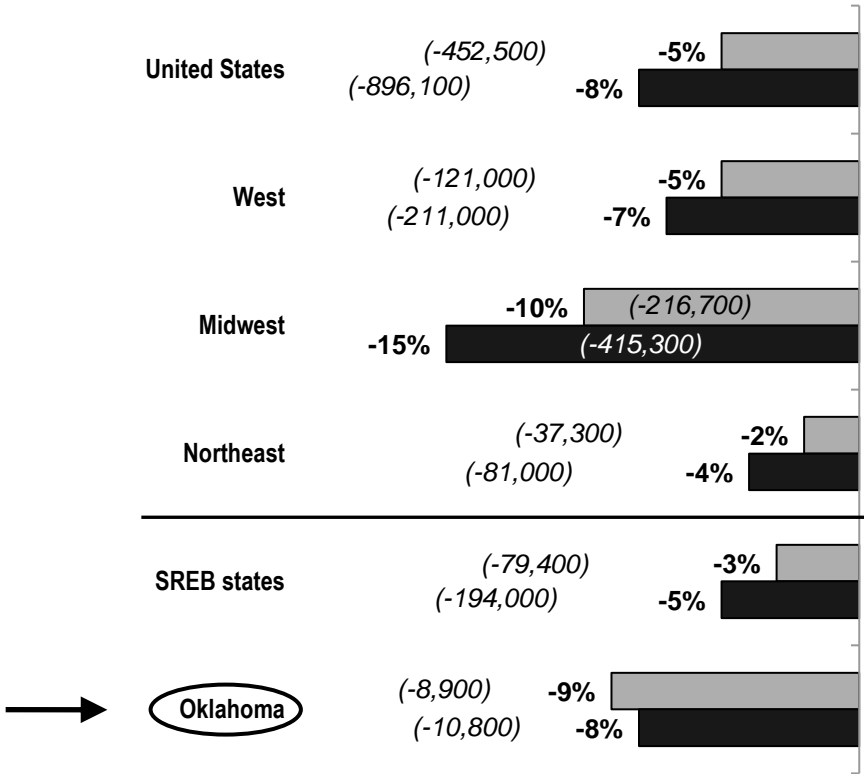 (-452,500) -5%
United States
(-896,100) -8%
(-121,000) -5%
West
(-211,000) -7%
-10% (-216,700)
Midwest
-15% (-415,300)
(-37,300) -2%
Northeast
(-81,000) -4%
(-79,400) -3%
SREB states
(-194,000) -5%
(-8,900) -9%
Oklahoma
(-10,800) -8%